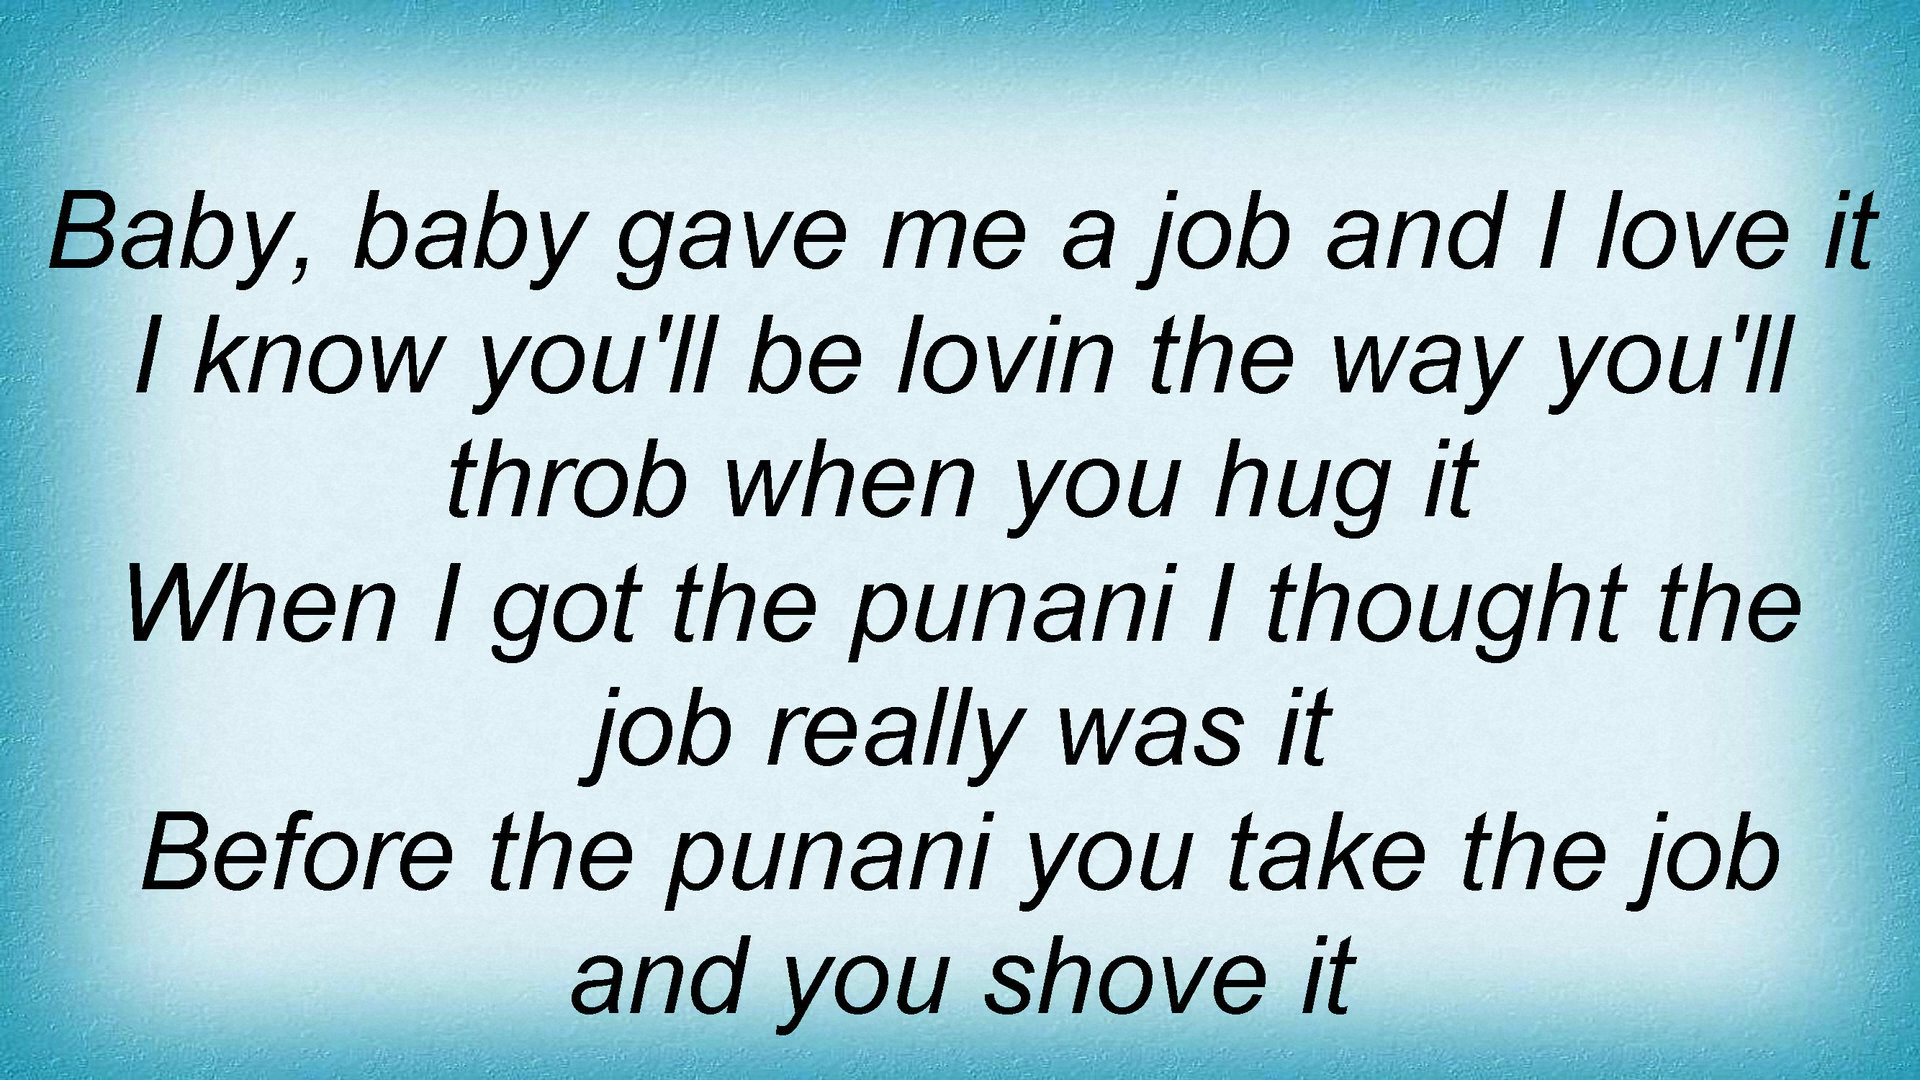 Baby, baby gave me a job and I love it
I know you'll be lovin the way you'll
throb when you hug it
When I got the punani I thought the
job really was it
Before the punani you take the job
and you shove it